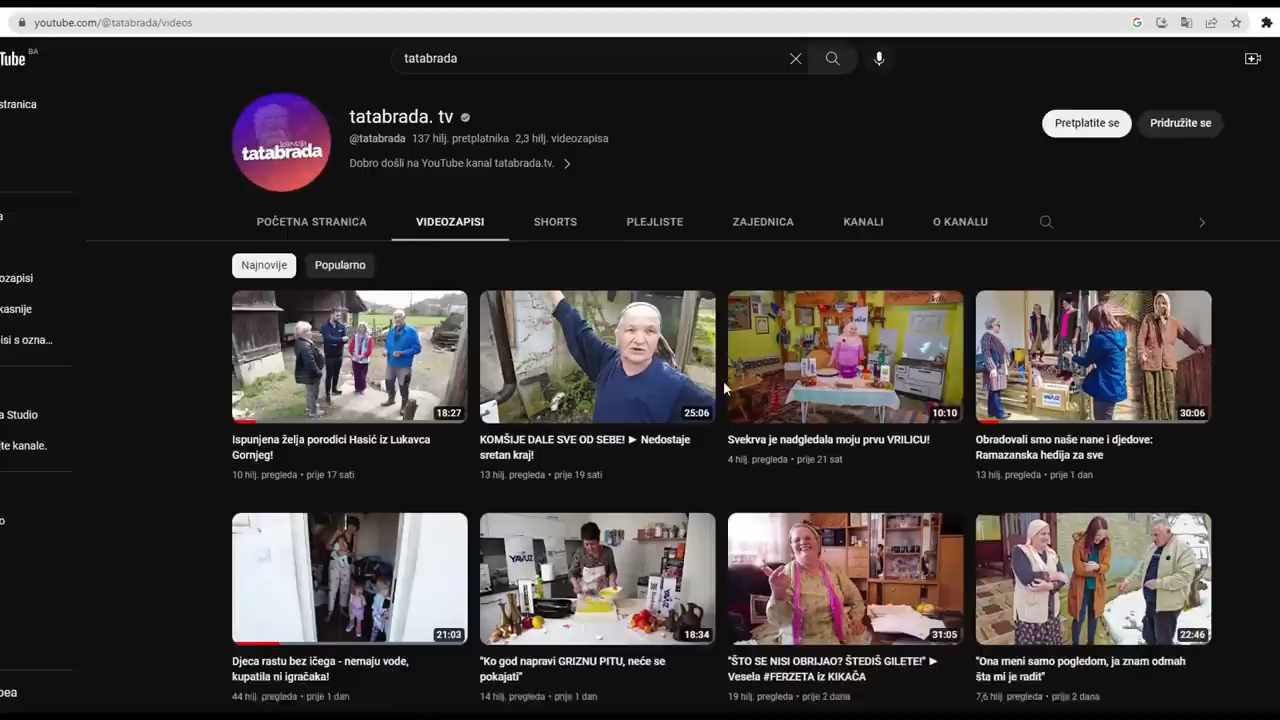 youtube.com/@tatabrada/videos
Tube BA
tatabrada
stranica
tatabrada. tv
@tatabrada 137 hilj. pretplatnika 2,3 hilj. videozapisa
Dobro došli na YouTube kanal tatabrada.tv.
Pretplatite se
Pridružite se
televizija
tatabrada
POČETNA STRANICA VIDEOZAPISI SHORTS PLEJLISTE ZAJEDNICA KANALI O KANALU
a
Najnovije Popularno
ozapisi
kasnije
isi s ozna...
a Studio
jte kanale.
o
pea
18:27 25:06 10:10 30:06
Ispunjena želja porodici Hasić iz Lukavca
Gornjeg!
10 hilj. pregleda • prije 17 sati
KOMŠIJE DALE SVE OD SEBE! ► Nedostaje
sretan kraj!
13 hilj. pregleda • prije 19 sati
Svekrva je nadgledala moju prvu VRILICU!
4 hilj. pregleda • prije 21 sat
YAVUZ
Obradovali smo naše nane i djedove:
Ramazanska hedija za sve
13 hilj. pregleda • prije 1 dan
YAVUZ
21:03 18:34 31:05 22:46
Djeca rastu bez ičega - nemaju vode,
kupatila ni igračaka!
44 hilj. pregleda • prije 1 dan
"Ko god napravi GRIZNU PITU, neće se
pokajati"
14 hilj. pregleda • prije 1 dan
"ŠTO SE NISI OBRIJAO? ŠTEDIŠ GILETE!" ►
Vesela #FERZETA iz KIKAČA
19 hilj. pregleda • prije 2 dana
"Ona meni samo pogledom, ja znam odmah
šta mi je radit"
7,6 hilj. pregleda • prije 2 dana